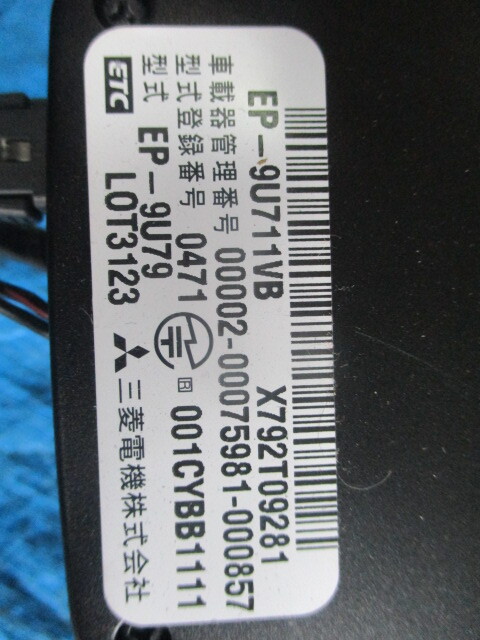 EP-9U711VB X792T09281
車載器管理番号 00002-00075981-000857
型式登録番号 0471 旧 001CYBB1111
型式 EP-9U79
ETC LOT3123 三菱電機株式会社